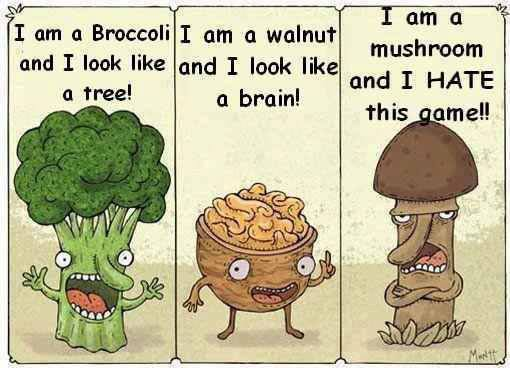 I am a Broccoli
and I look like
a tree!
I am a walnut
and I look like
a brain!
I am a
mushroom
and I HATE
this game!!